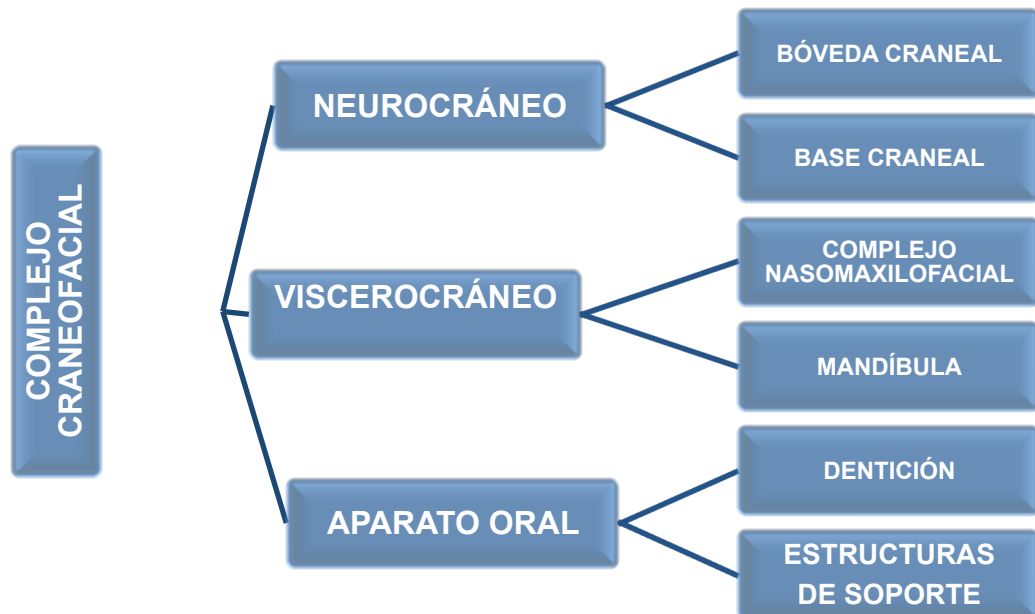 COMPLEJO
CRANEOFACIAL
NEUROCRÁNEO
BÓVEDA CRANEAL
BASE CRANEAL
VISCEROCRÁNEO
COMPLEJO
NASOMAXILOFACIAL
MANDÍBULA
APARATO ORAL
DENTICIÓN
ESTRUCTURAS
DE SOPORTE